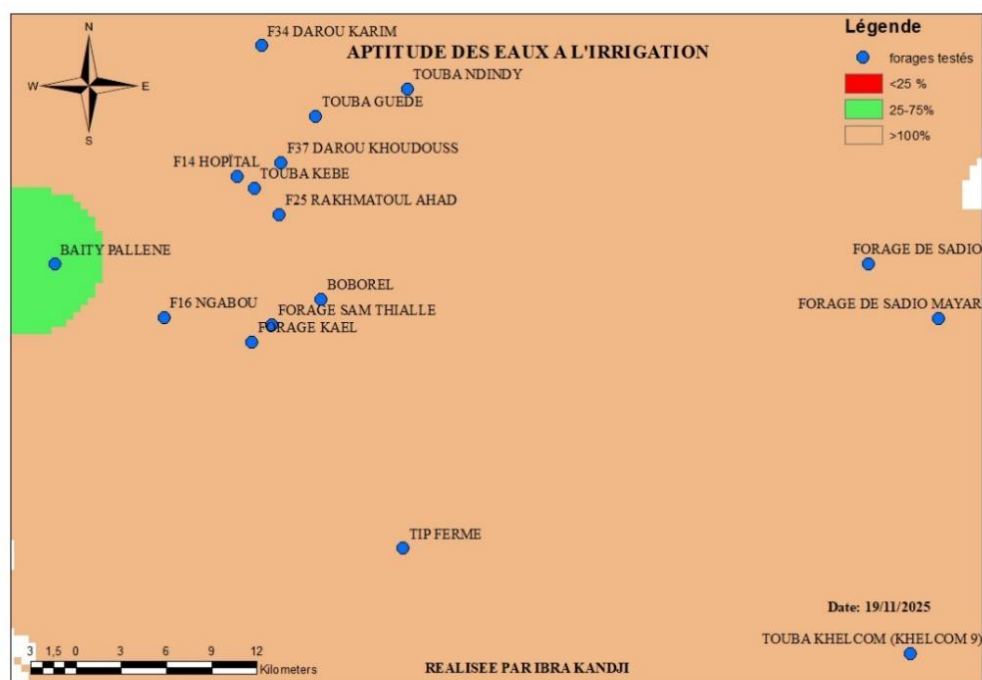 N
W
E
S
F34 DAROU KARIM
APTITUDE DES EAUX A L'IRRIGATION
Légende
forages testés
<25 %
25-75%
>100%
TOUBA NDINDY
TOUBA GUEDE
F37 DAROU KHOUDOUSS
F14 HOPÏTAL
TOUBA KEBE
F25 RAKHMATOUL AHAD
BAITY PALLENE
FORAGE DE SADIO
BOBOREL
F16 NGABOU
FORAGE SAM THIALLE
FORAGE DE SADIO MAYAR
FORAGE KAEL
TIP FERME
Date: 19/11/2025
TOUBA KHELCOM (KHELCOM 9)
3 1,5 0 3 6 9 12
Kilometers
REALISEE PAR IBRA KANDJI